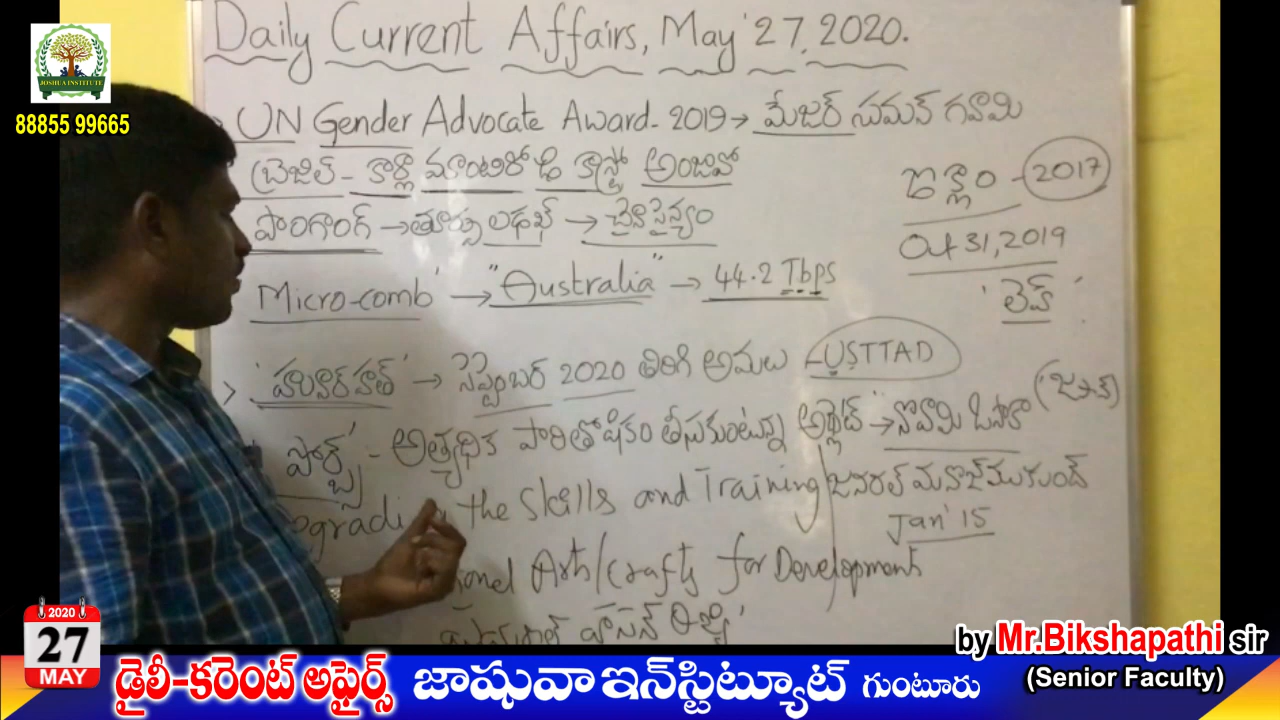 JOSHUA INSTITUTE
88855 99665
Daily Current Affairs, May 27, 2020.
UN Gender Advocate Award - 2019 → మేజర్ సుమన్ గవామి
బ్రెజిల్ - కార్లా మాంటిరో డి కాస్ట్రో అంజివో
పాంగాంగ్ → తూర్పు లఢఖ్ → చైనా సైన్యం
2017
Oct 31, 2019
'లెహ్'
Micro-comb → "Australia" → 44.2 Tbps
→ సెప్టెంబర్ 2020 తిరిగి అమలు - USTTAD
ఫోర్బ్స్ - అత్యధిక పారితోషికం తీసుకుంటున్న అథ్లెట్ → నొవామి ఒసాకా
the Skills and Training
జనరల్ మనోజ్ ముకుంద్
Jan' 15
Arts/Crafts for Development
2020
27
MAY
by Mr.Bikshapathi sir
(Senior Faculty)
డైలీ-కరెంట్ అఫైర్స్ జాషువా ఇన్‌స్టిట్యూట్ గుంటూరు